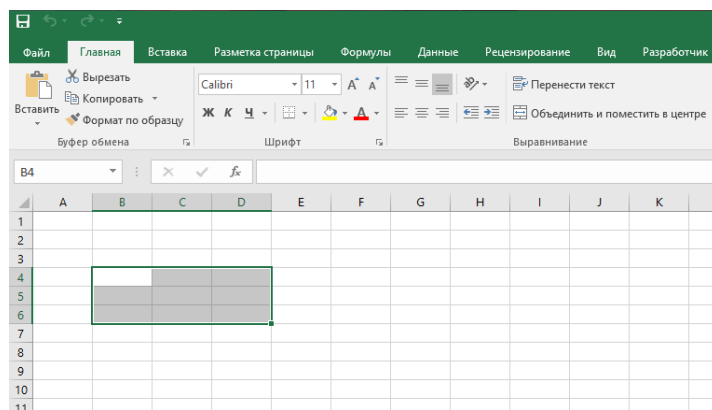 Файл Главная Вставка Разметка страницы Формулы Данные Рецензирование Вид Разработчик
Вставить
Вырезать
Копировать
Формат по образцу
Буфер обмена
Calibri 11
Ж К Ч
Шрифт
Перенести текст
Объединить и поместить в центре
Выравнивание
B4 fx
A B C D E F G H I J K
1
2
3
4
5
6
7
8
9
10
11